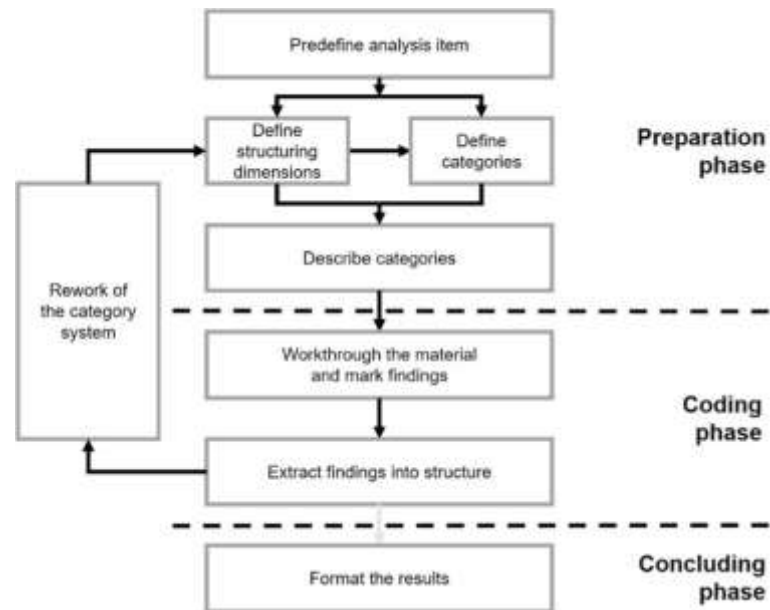 Predefine analysis item
Define
structuring
dimensions
Define
categories
Preparation
phase
Describe categories
Rework of
the category
system
Workthrough the material
and mark findings
Coding
phase
Extract findings into structure
Format the results
Concluding
phase